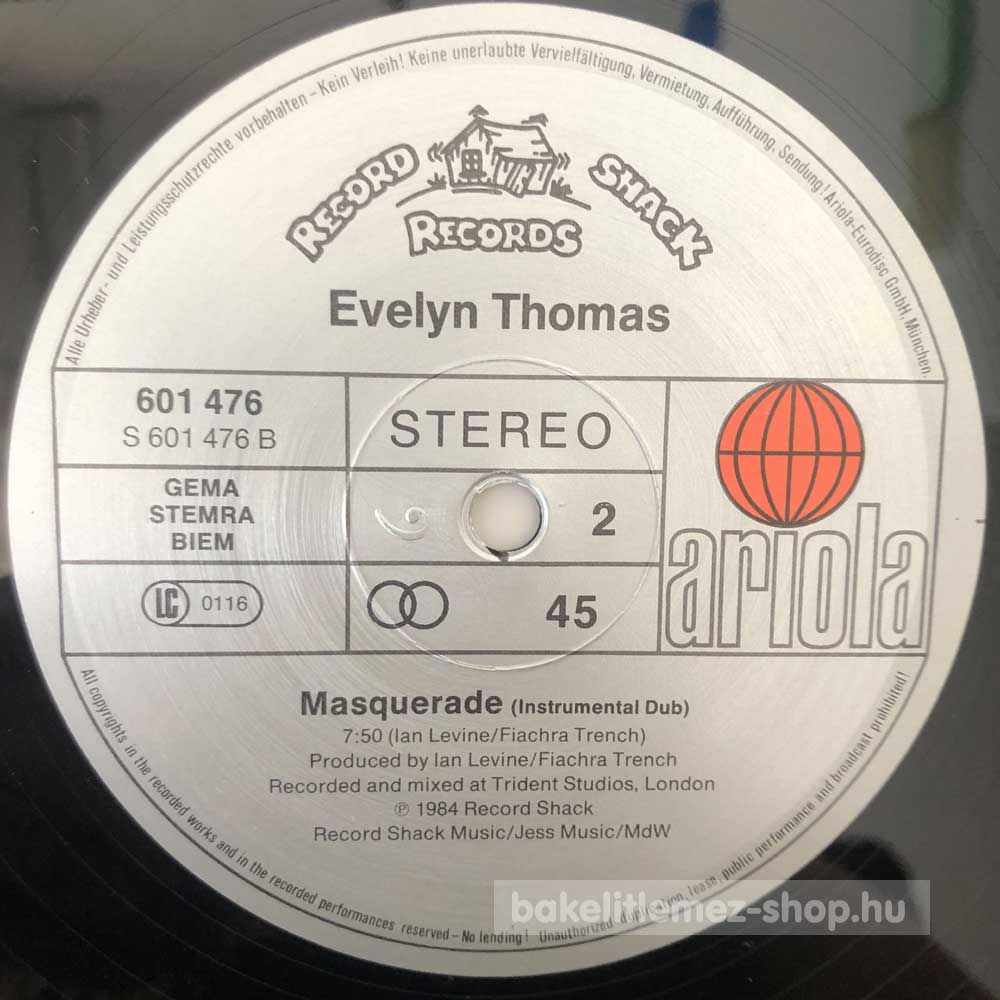 Alle Urheber- und Leistungsschutzrechte vorbehalten – Kein Verleih! Keine unerlaubte Vervielfältigung, Vermietung, Aufführung, Sendung! Ariola-Eurodisc GmbH, München.
RECORD SHACK
RECORDS
Evelyn Thomas
601 476
S 601 476 B
STEREO
GEMA
STEMRA
BIEM
2
LC 0116
45
ariola
Masquerade (Instrumental Dub)
7:50 (Ian Levine/Fiachra Trench)
Produced by Ian Levine/Fiachra Trench
Recorded and mixed at Trident Studios, London
℗ 1984 Record Shack
Record Shack Music/Jess Music/MdW
All copyrights in the recorded works and in the recorded performances reserved – No lending! Unauthorized duplication, lease, public performance and broadcast prohibited!
bakelitlemez-shop.hu